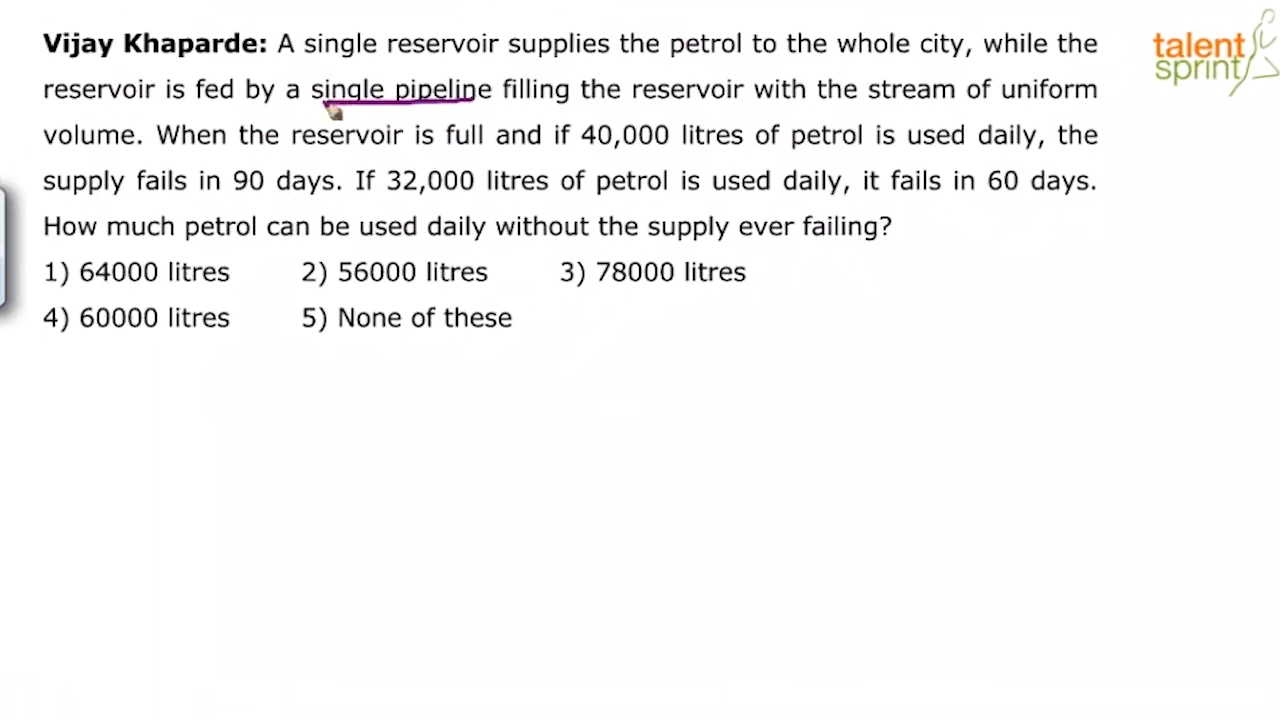 Vijay Khaparde: A single reservoir supplies the petrol to the whole city, while the
reservoir is fed by a single pipeline filling the reservoir with the stream of uniform
volume. When the reservoir is full and if 40,000 litres of petrol is used daily, the
supply fails in 90 days. If 32,000 litres of petrol is used daily, it fails in 60 days.
How much petrol can be used daily without the supply ever failing?
1) 64000 litres 2) 56000 litres 3) 78000 litres
4) 60000 litres 5) None of these
talent
sprint